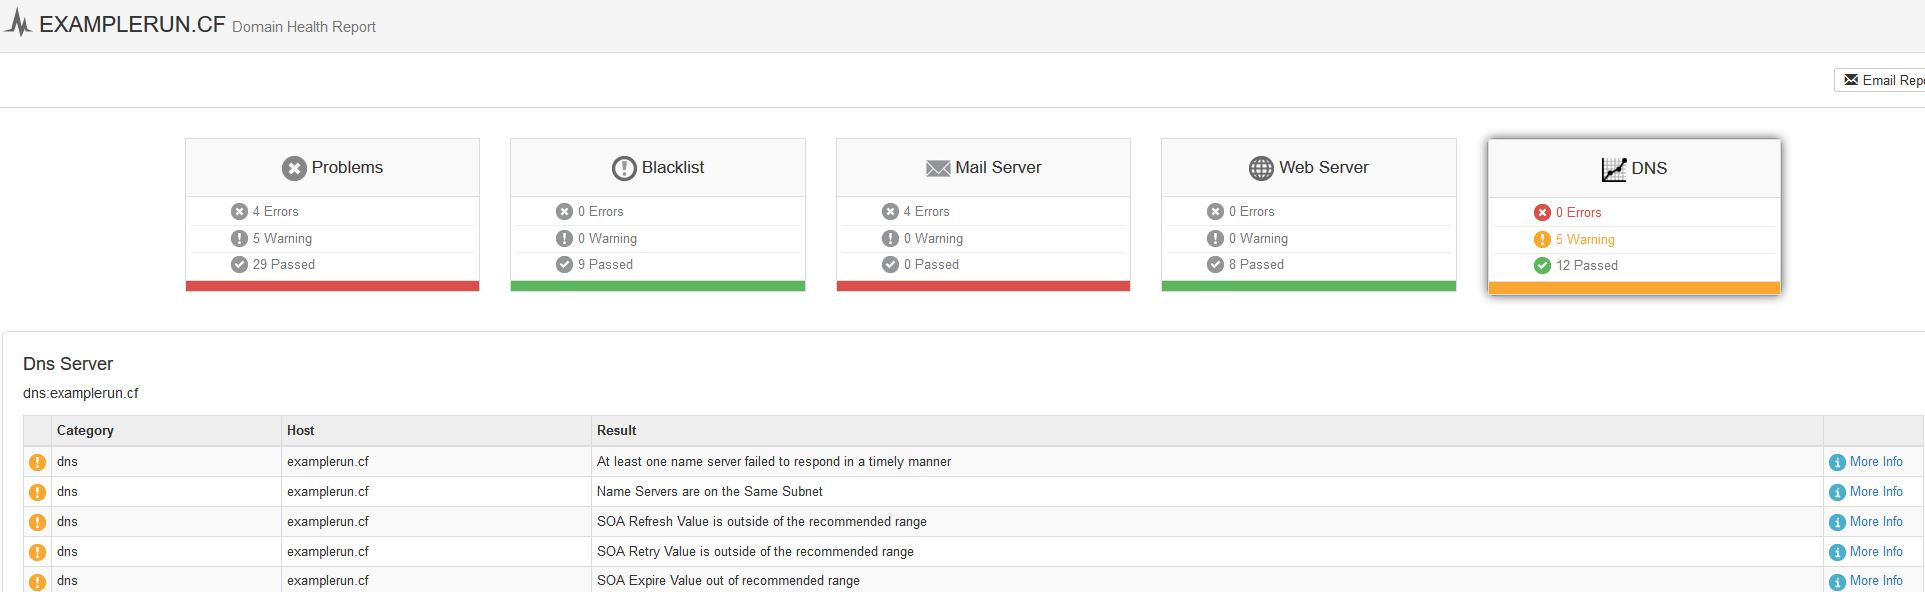 EXAMPLERUN.CF Domain Health Report
Email Repo
Problems
4 Errors
5 Warning
29 Passed
Blacklist
0 Errors
0 Warning
9 Passed
Mail Server
4 Errors
0 Warning
0 Passed
Web Server
0 Errors
0 Warning
8 Passed
DNS
0 Errors
5 Warning
12 Passed
Dns Server
dns:examplerun.cf
Category Host Result
dns examplerun.cf At least one name server failed to respond in a timely manner More Info
dns examplerun.cf Name Servers are on the Same Subnet More Info
dns examplerun.cf SOA Refresh Value is outside of the recommended range More Info
dns examplerun.cf SOA Retry Value is outside of the recommended range More Info
dns examplerun.cf SOA Expire Value out of recommended range More Info